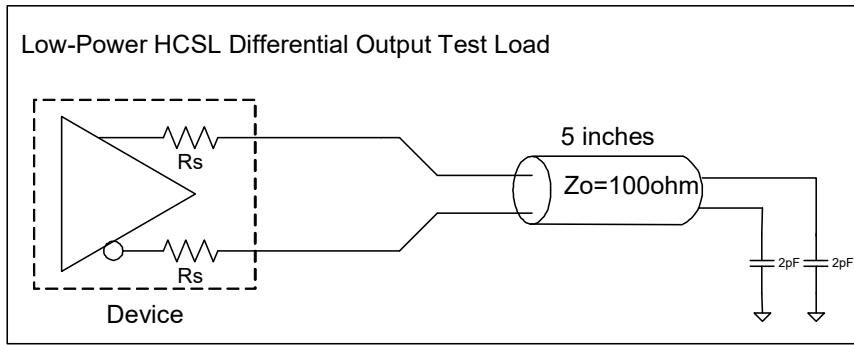 Low-Power HCSL Differential Output Test Load
Rs
5 inches
Zo=100ohm
Rs
2pF 2pF
Device